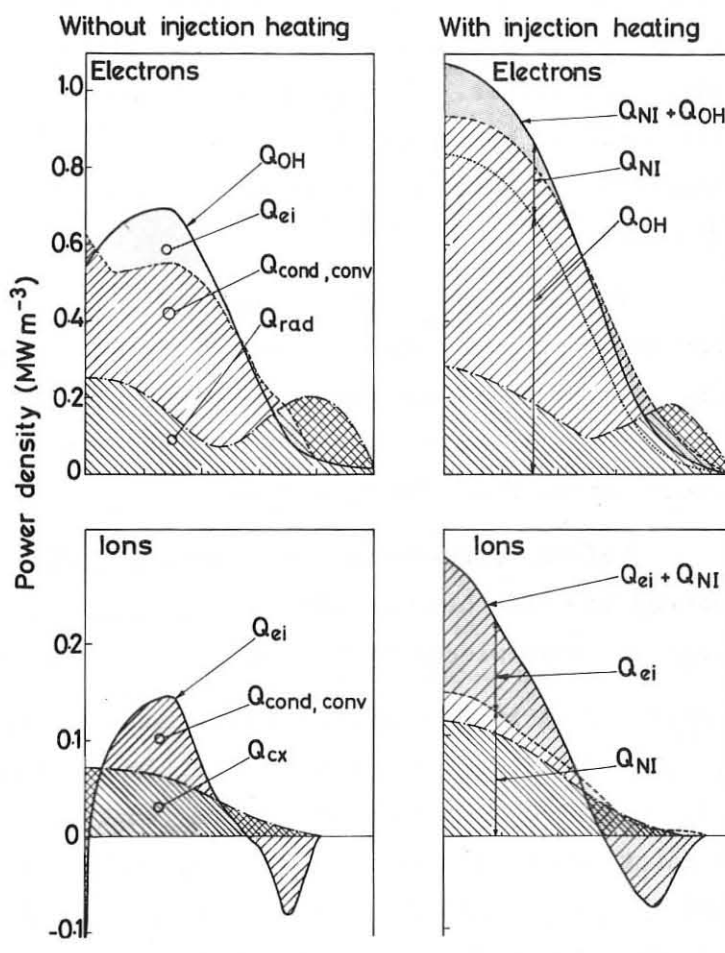 Without injection heating
With injection heating
Power density (MW m⁻³)
Electrons
1.0
0.8
0.6
0.4
0.2
0
Q_OH
Q_ei
Q_cond, conv
Q_rad
Electrons
Q_NI + Q_OH
Q_NI
Q_OH
Ions
0.2
0.1
0
-0.1
Q_ei
Q_cond, conv
Q_cx
Ions
Q_ei + Q_NI
Q_ei
Q_NI